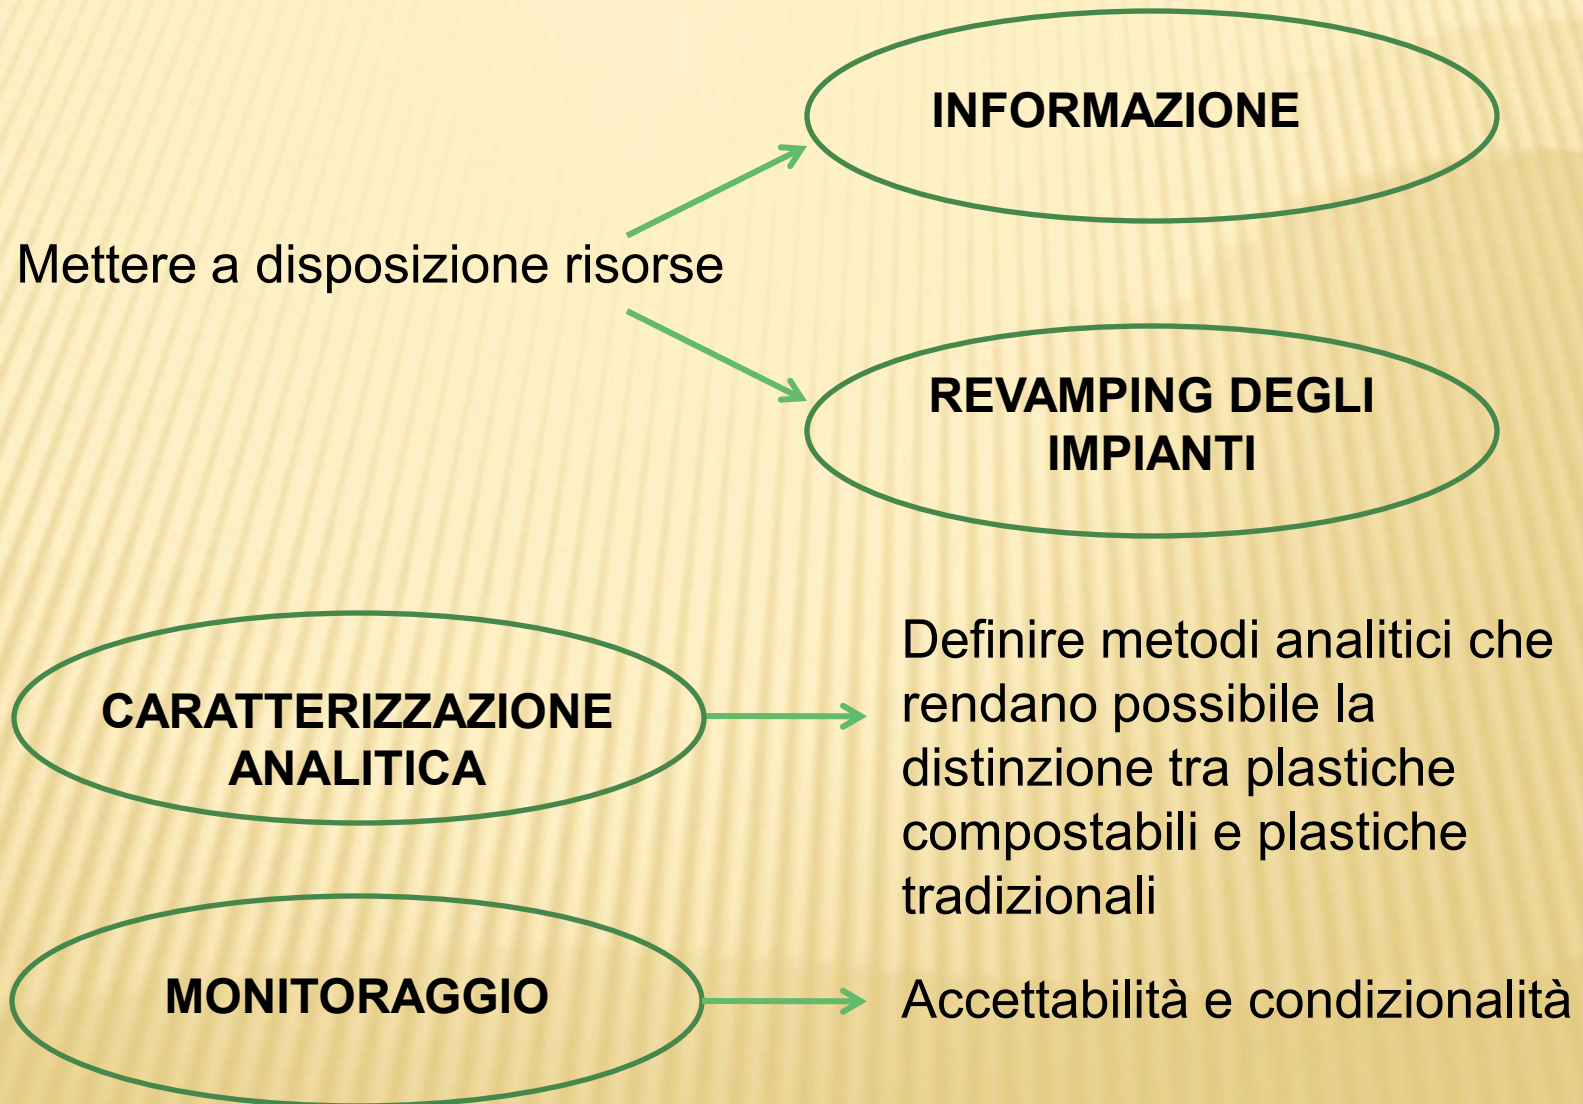 INFORMAZIONE
Mettere a disposizione risorse
REVAMPING DEGLI
IMPIANTI
CARATTERIZZAZIONE
ANALITICA
Definire metodi analitici che
rendano possibile la
distinzione tra plastiche
compostabili e plastiche
tradizionali
MONITORAGGIO
Accettabilità e condizionalità